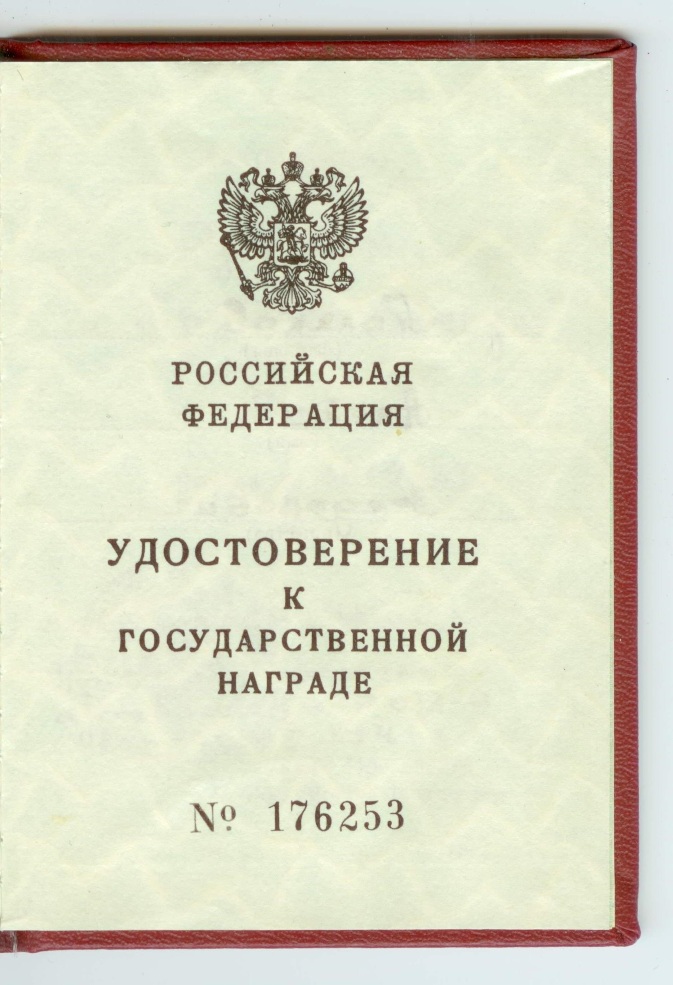 РОССИЙСКАЯ
ФЕДЕРАЦИЯ
УДОСТОВЕРЕНИЕ
К
ГОСУДАРСТВЕННОЙ
НАГРАДЕ
№ 176253